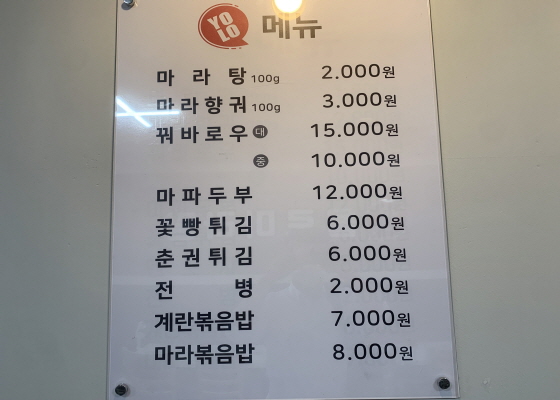 YOLO 메뉴
마라탕 100g 2.000원
마라향궈 100g 3.000원
꿔바로우 대 15.000원
중 10.000원
마파두부 12.000원
꽃빵튀김 6.000원
춘권튀김 6.000원
전병 2.000원
계란볶음밥 7.000원
마라볶음밥 8.000원